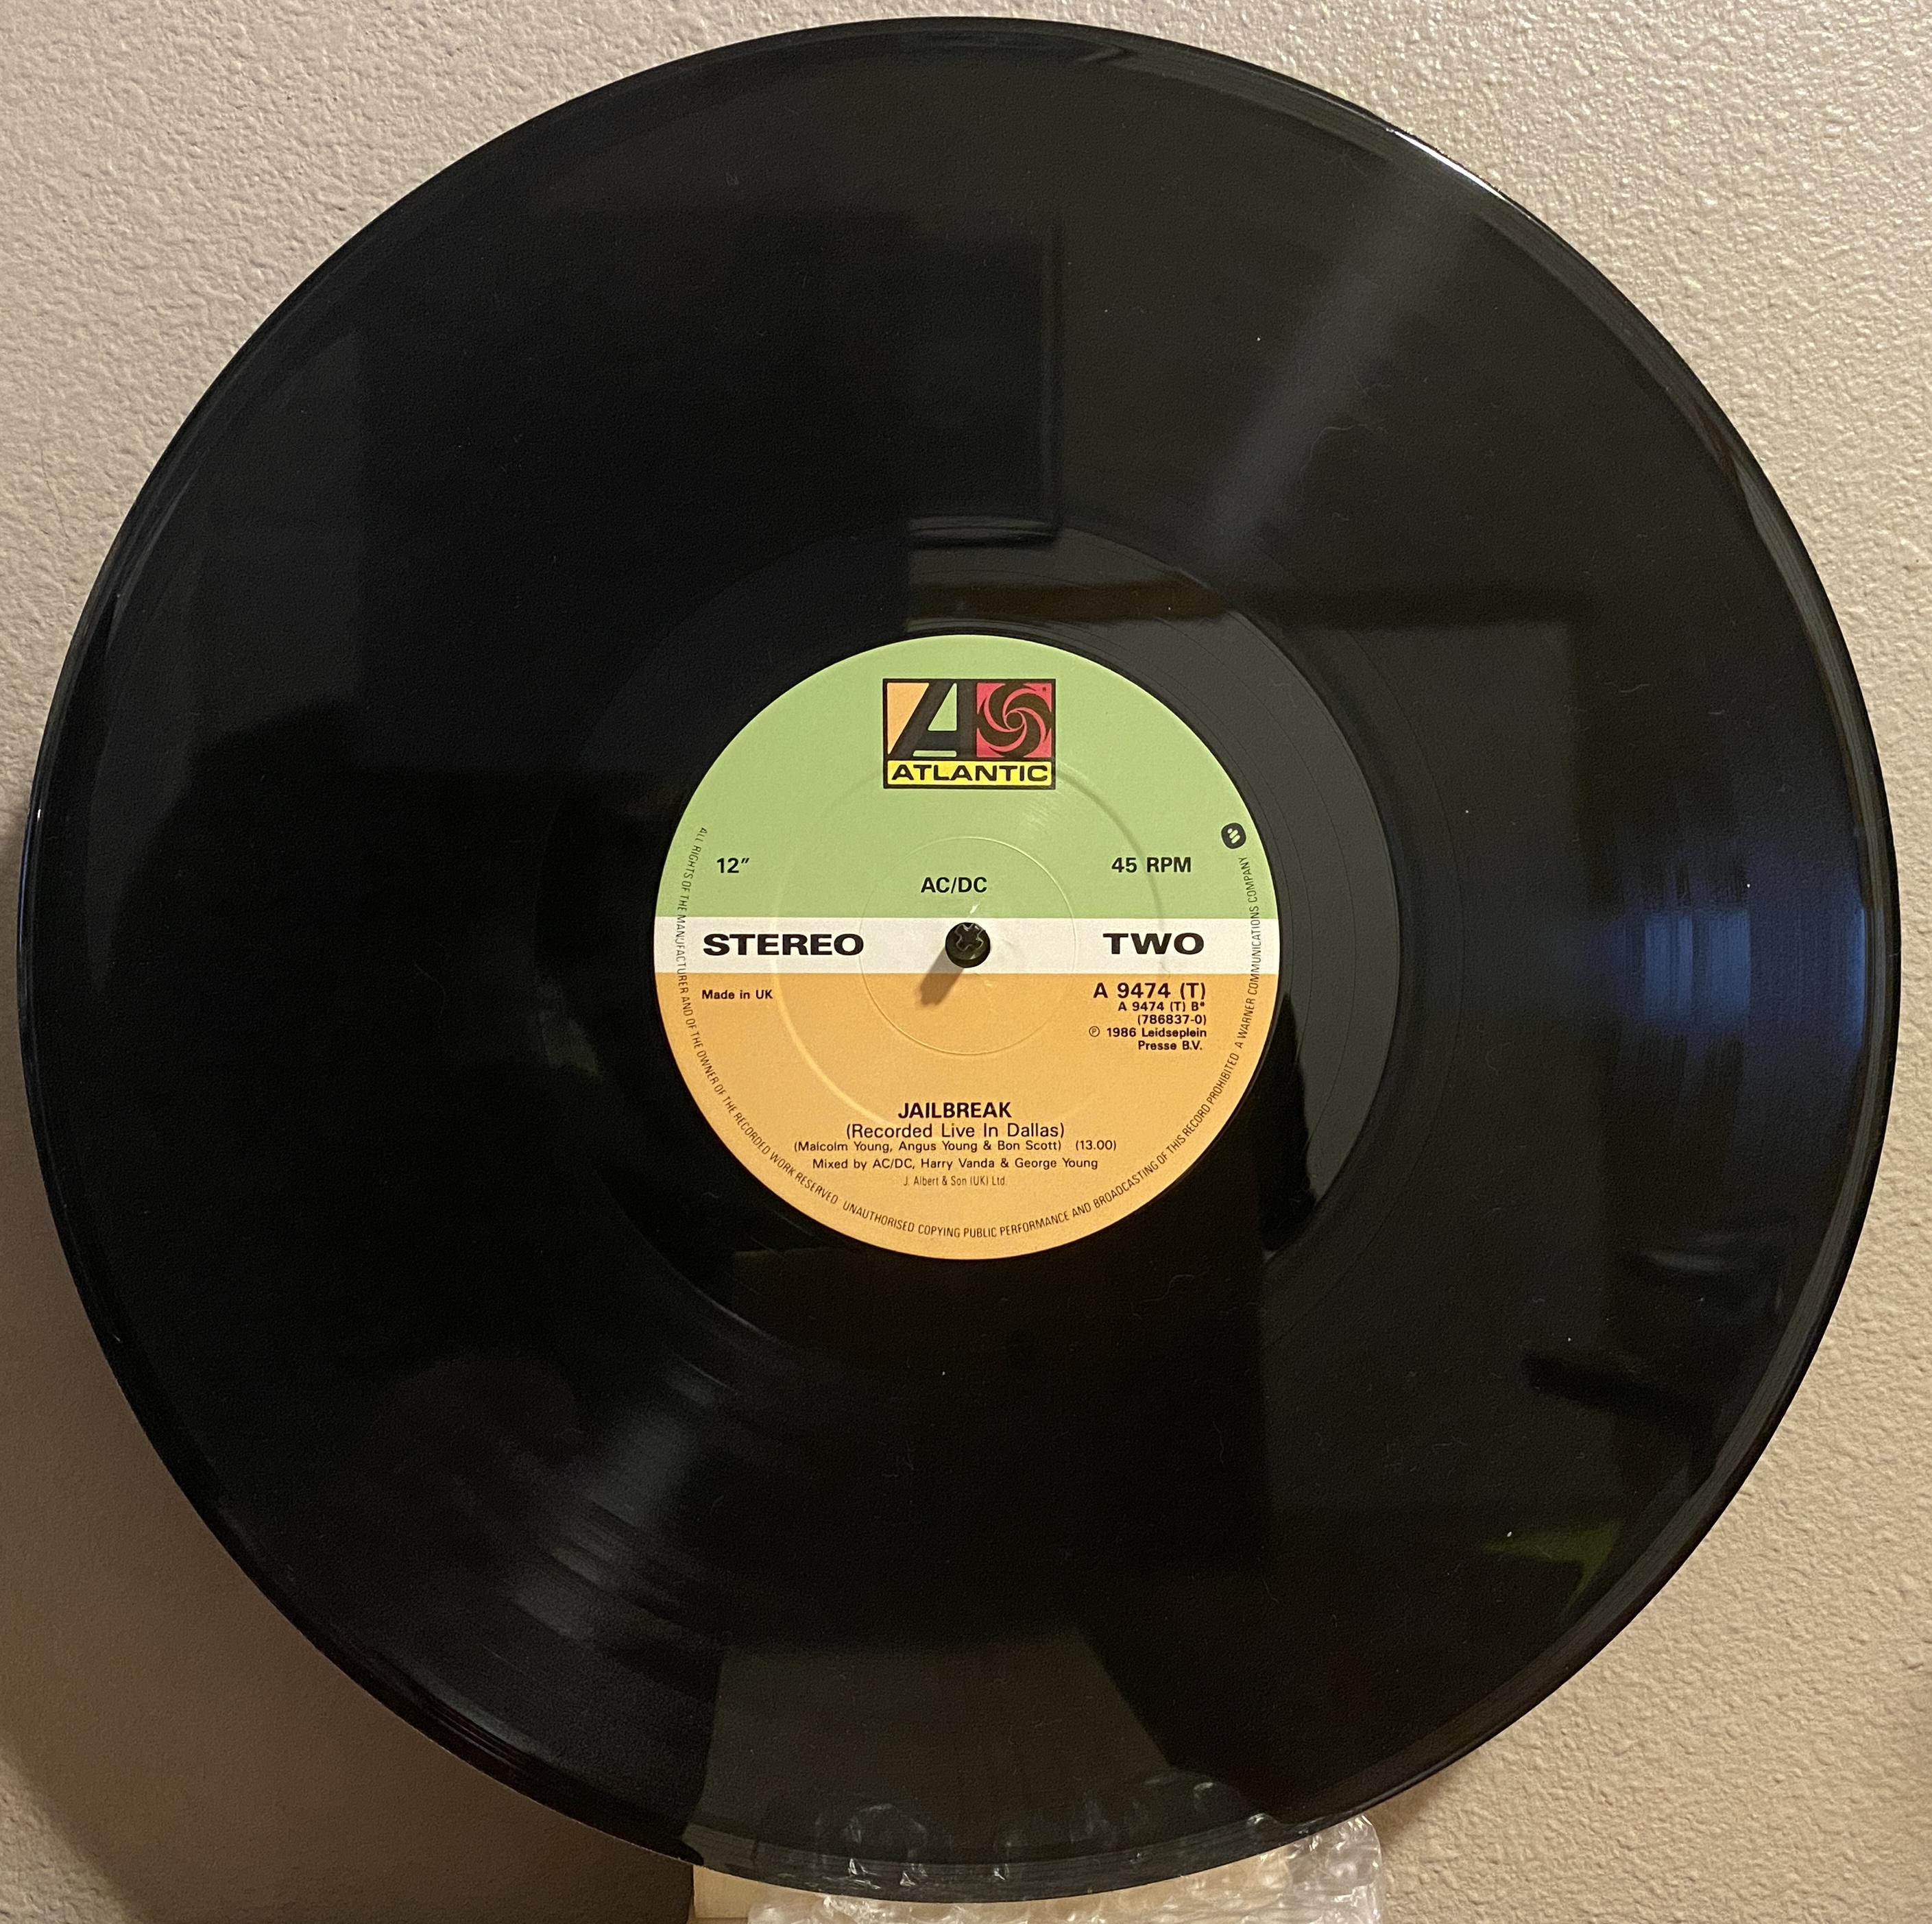 ATLANTIC
12" 45 RPM
AC/DC
STEREO TWO
Made in UK A 9474 (T)
A 9474 (T) B*
(786837-0)
℗ 1986 Leidseplein
Presse B.V.
JAILBREAK
(Recorded Live In Dallas)
(Malcolm Young, Angus Young & Bon Scott) (13.00)
Mixed by AC/DC, Harry Vanda & George Young
J. Albert & Son (UK) Ltd
ALL RIGHTS OF THE MANUFACTURER AND OF THE OWNER OF THE RECORDED WORK RESERVED UNAUTHORISED COPYING PUBLIC PERFORMANCE AND BROADCASTING OF THIS RECORD PROHIBITED A WARNER COMMUNICATIONS COMPANY